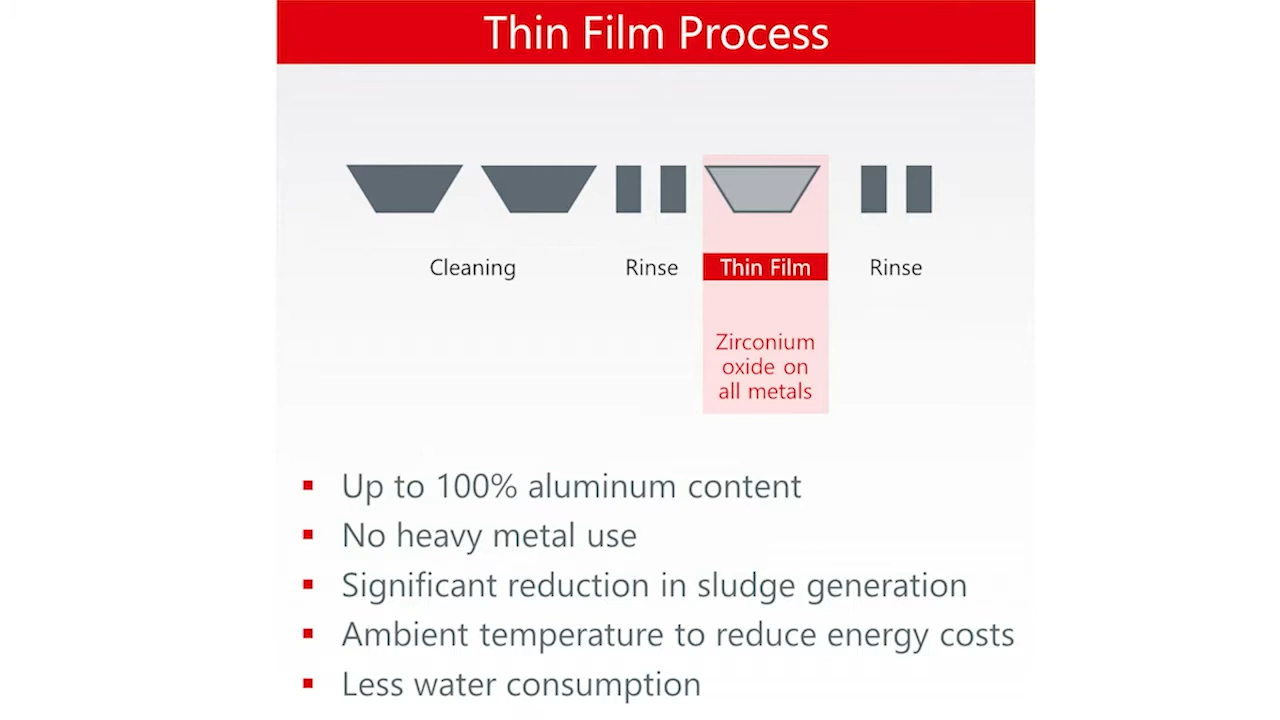 Thin Film Process
Cleaning
Rinse
Thin Film
Rinse
Zirconium
oxide on
all metals
Up to 100% aluminum content
No heavy metal use
Significant reduction in sludge generation
Ambient temperature to reduce energy costs
Less water consumption